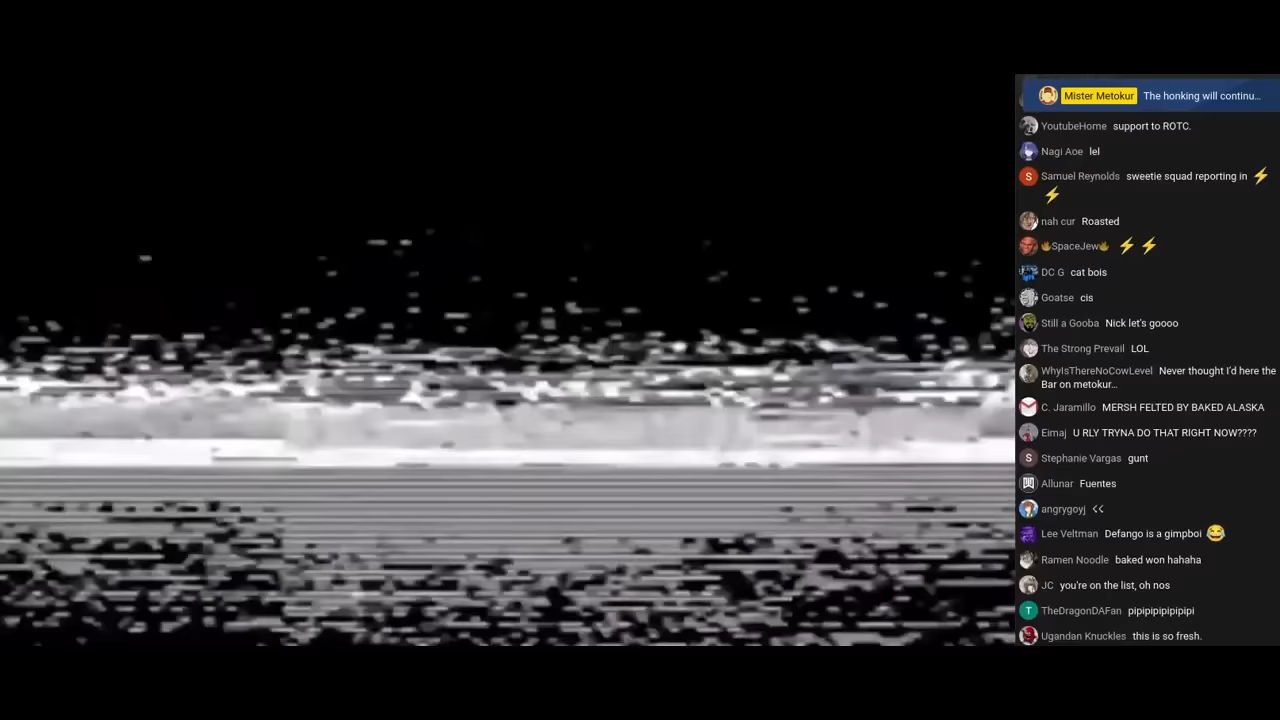 Mister Metokur The honking will continu...
YoutubeHome support to ROTC.
Nagi Aoe lel
S Samuel Reynolds sweetie squad reporting in ⚡
⚡
nah cur Roasted
🔥SpaceJew🔥 ⚡⚡
DC G cat bois
Goatse cis
Still a Gooba Nick let's goooo
The Strong Prevail LOL
WhyIsThereNoCowLevel Never thought I'd here the
Bar on metokur...
C. Jaramillo MERSH FELTED BY BAKED ALASKA
Eimaj U RLY TRYNA DO THAT RIGHT NOW????
S Stephanie Vargas gunt
Allunar Fuentes
angrygoyj <<
Lee Veltman Defango is a gimpboi 😂
Ramen Noodle baked won hahaha
JC you're on the list, oh nos
T TheDragonDAFan pipipipipipipi
Ugandan Knuckles this is so fresh.